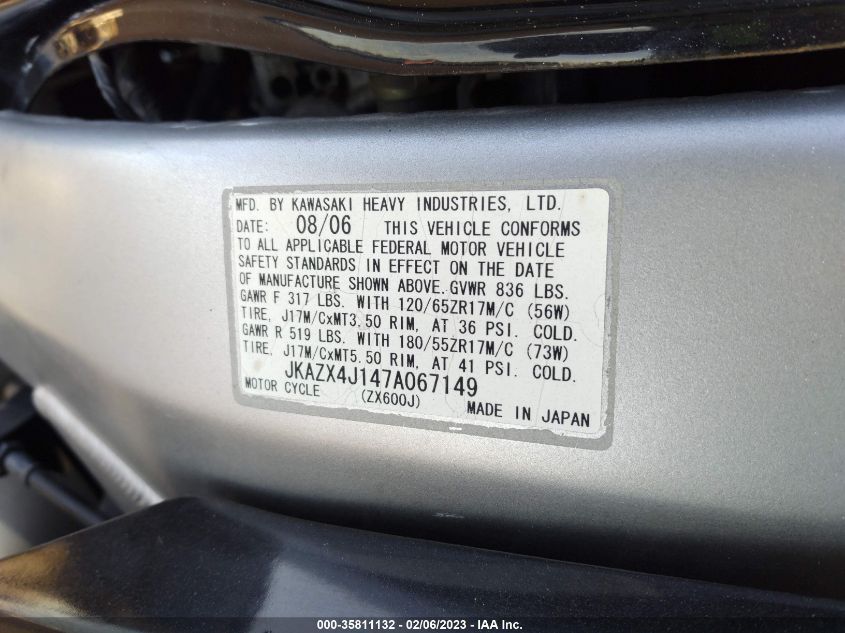 MFD. BY KAWASAKI HEAVY INDUSTRIES, LTD.
DATE: 08/06 THIS VEHICLE CONFORMS
TO ALL APPLICABLE FEDERAL MOTOR VEHICLE
SAFETY STANDARDS IN EFFECT ON THE DATE
OF MANUFACTURE SHOWN ABOVE. GVWR 836 LBS.
GAWR F 317 LBS. WITH 120/65ZR17M/C (56W)
TIRE, J17M/CxMT3.50 RIM, AT 36 PSI. COLD.
GAWR R 519 LBS. WITH 180/55ZR17M/C (73W)
TIRE, J17M/CxMT5.50 RIM, AT 41 PSI. COLD.
JKAZX4J147A067149
MOTOR CYCLE (ZX600J) MADE IN JAPAN
000-35811132 - 02/06/2023 - IAAI.COM